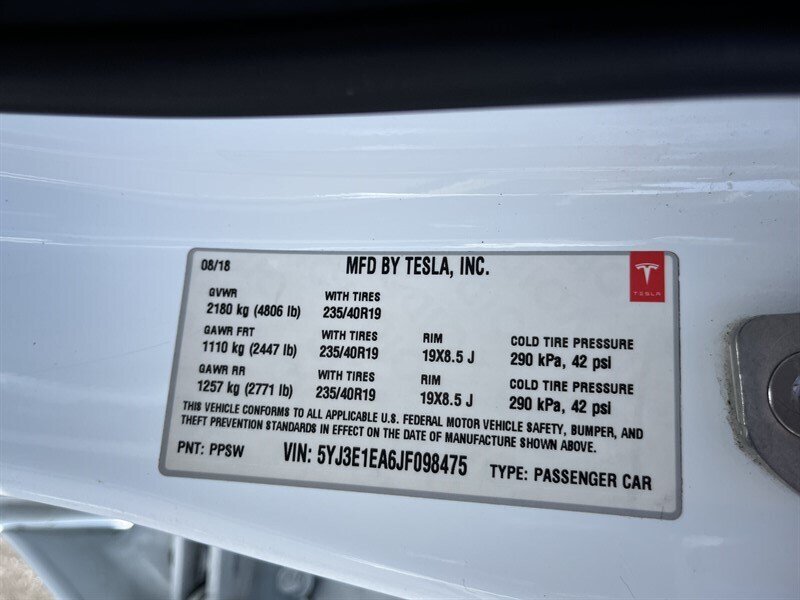 08/18 MFD BY TESLA, INC.
TESLA
GVWR WITH TIRES
2180 kg (4806 lb) 235/40R19
GAWR FRT WITH TIRES RIM COLD TIRE PRESSURE
1110 kg (2447 lb) 235/40R19 19X8.5 J 290 kPa, 42 psi
GAWR RR WITH TIRES RIM COLD TIRE PRESSURE
1257 kg (2771 lb) 235/40R19 19X8.5 J 290 kPa, 42 psi
THIS VEHICLE CONFORMS TO ALL APPLICABLE U.S. FEDERAL MOTOR VEHICLE SAFETY, BUMPER, AND
THEFT PREVENTION STANDARDS IN EFFECT ON THE DATE OF MANUFACTURE SHOWN ABOVE.
PNT: PPSW VIN: 5YJ3E1EA6JF098475 TYPE: PASSENGER CAR